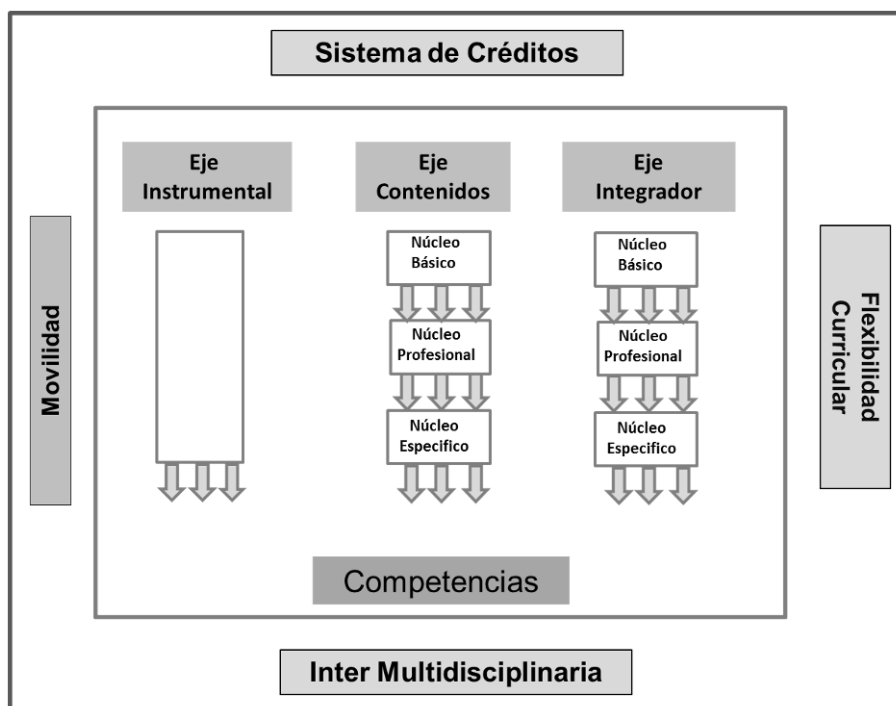 Sistema de Créditos
Eje
Instrumental
Eje
Contenidos
Eje
Integrador
Movilidad
Flexibilidad
Curricular
Núcleo
Básico
Núcleo
Básico
Núcleo
Profesional
Núcleo
Profesional
Núcleo
Especifico
Núcleo
Especifico
Competencias
Inter Multidisciplinaria